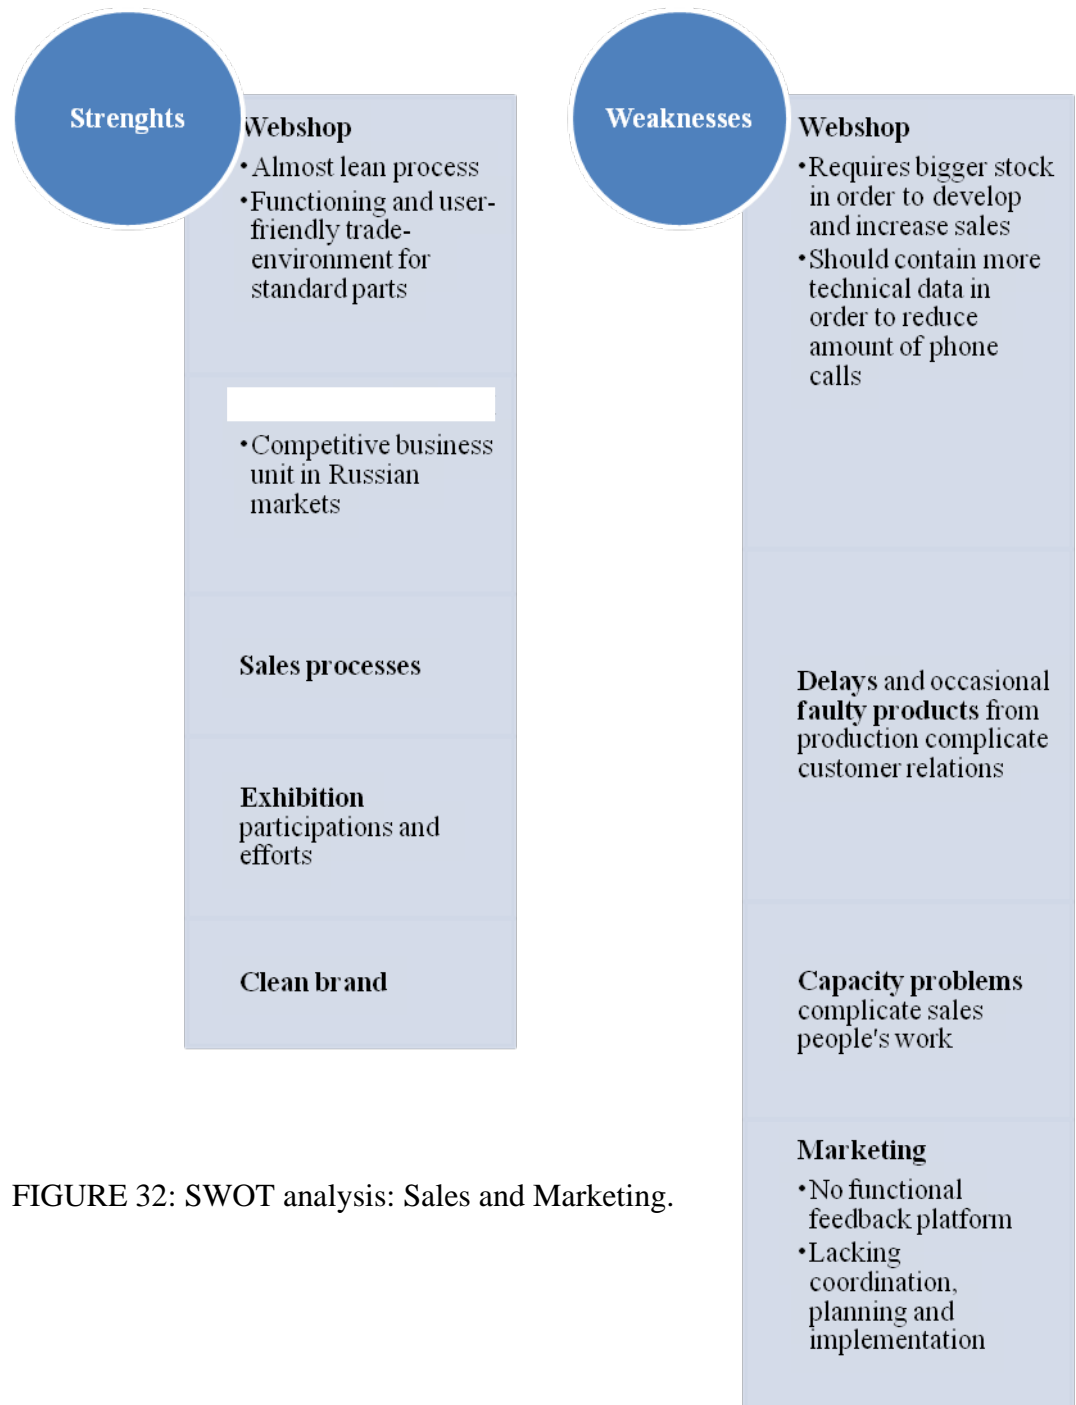 Strenghts
Webshop
•Almost lean process
•Functioning and user-
friendly trade-
environment for
standard parts
•Competitive business
unit in Russian
markets
Sales processes
Exhibition
participations and
efforts
Clean brand
Weaknesses
Webshop
•Requires bigger stock
in order to develop
and increase sales
•Should contain more
technical data in
order to reduce
amount of phone
calls
Delays and occasional
faulty products from
production complicate
customer relations
Capacity problems
complicate sales
people's work
Marketing
•No functional
feedback platform
•Lacking
coordination,
planning and
implementation
FIGURE 32: SWOT analysis: Sales and Marketing.